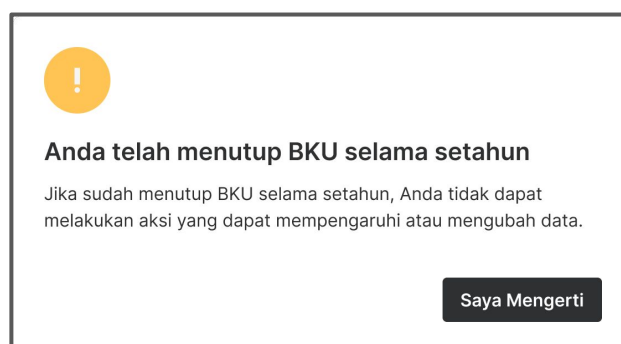 !
Anda telah menutup BKU selama setahun
Jika sudah menutup BKU selama setahun, Anda tidak dapat
melakukan aksi yang dapat mempengaruhi atau mengubah data.
Saya Mengerti